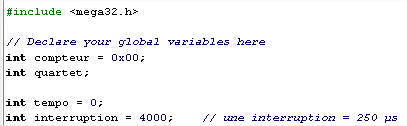 #include <mega32.h>
// Declare your global variables here
int compteur = 0x00;
int quartet;
int tempo = 0;
int interruption = 4000; // une interruption = 250 µs